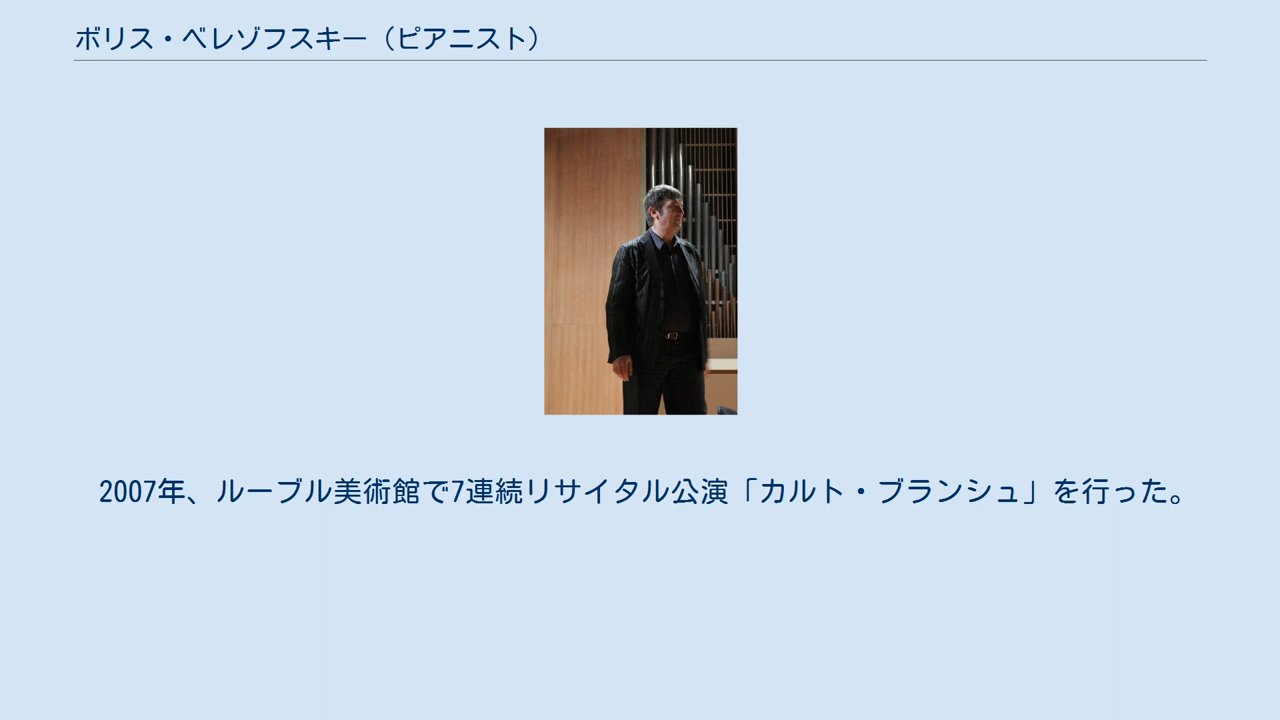 ボリス・ベレゾフスキー（ピアニスト）
2007年、ルーブル美術館で7連続リサイタル公演「カルト・ブランシュ」を行った。